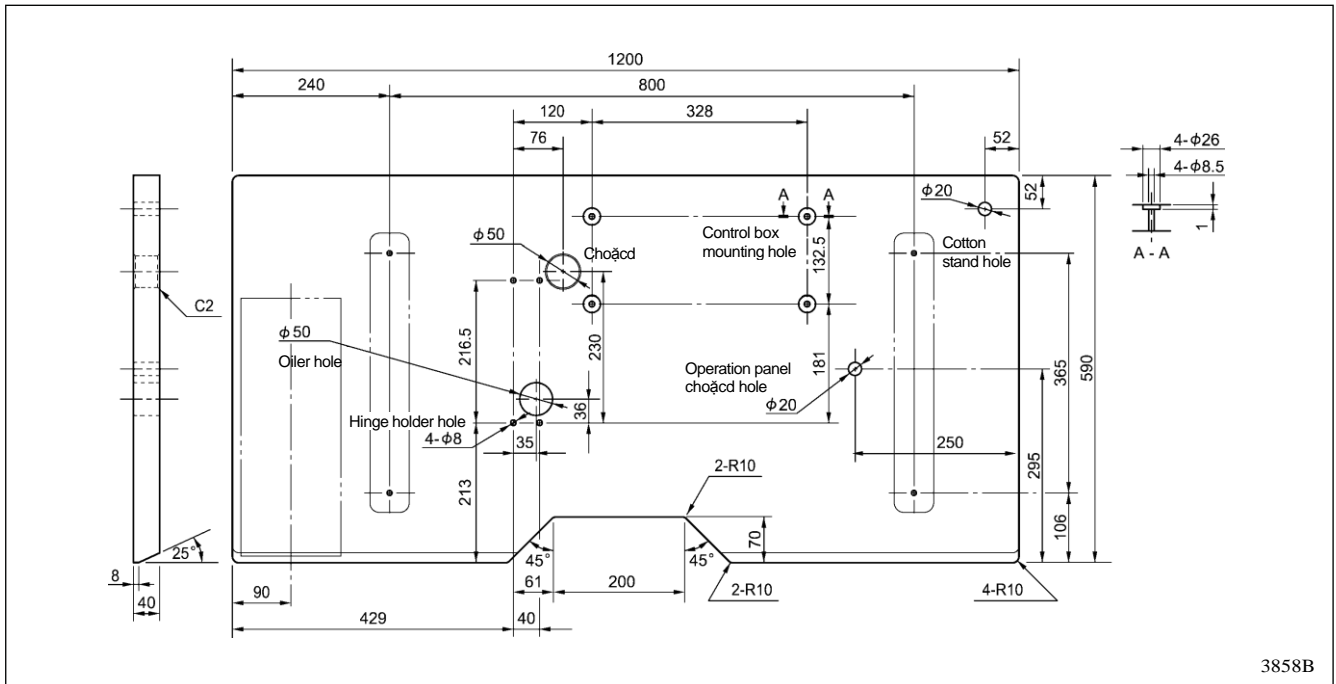 1200
240
800
120
328
76
52
4-ϕ26
4-ϕ8.5
1
A - A
A
A
ϕ20
52
ϕ50
Choạcd
Control box
mounting hole
132.5
Cotton
stand hole
C2
ϕ50
Oiler hole
216.5
230
181
Operation panel
choạcd hole
ϕ20
365
590
Hinge holder hole
4-ϕ8
36
35
250
295
213
2-R10
70
106
25°
45°
45°
8
40
90
61
200
2-R10
4-R10
429
40
3858B